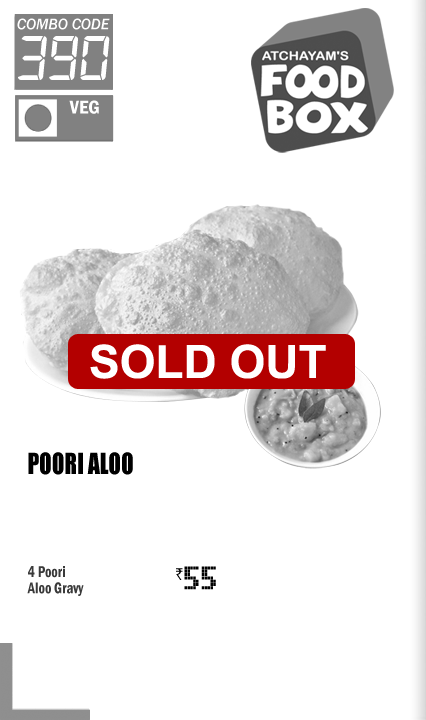 COMBO CODE
390
VEG
ATCHAYAM'S
FOOD
BOX
SOLD OUT
POORI ALOO
4 Poori
Aloo Gravy
₹55